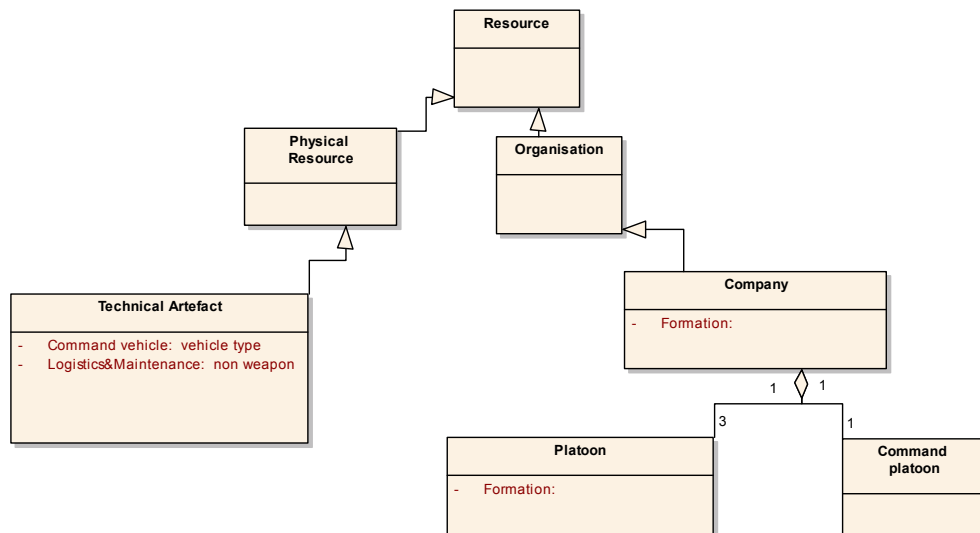 Resource
Physical
Resource
Organisation
Technical Artefact
- Command vehicle: vehicle type
- Logistics&Maintenance: non weapon
Company
- Formation:
1
1
3
1
Platoon
- Formation:
Command
platoon